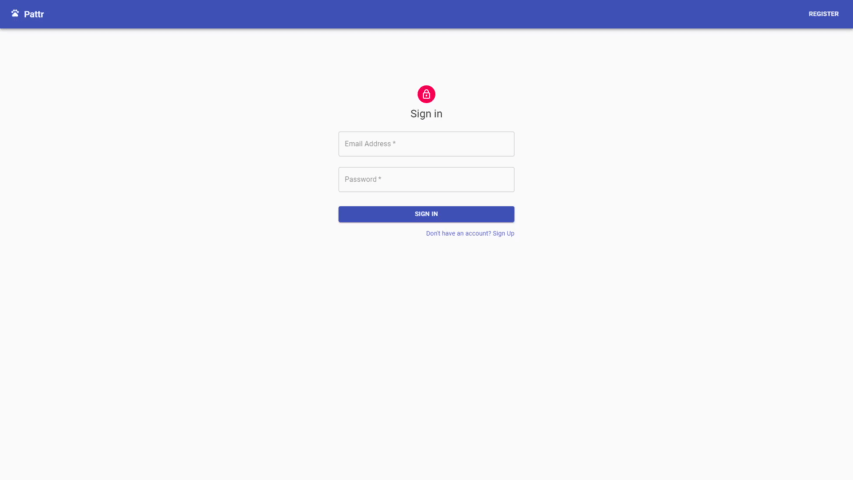 Pattr
REGISTER
Sign in
Email Address *
Password *
SIGN IN
Don't have an account? Sign Up